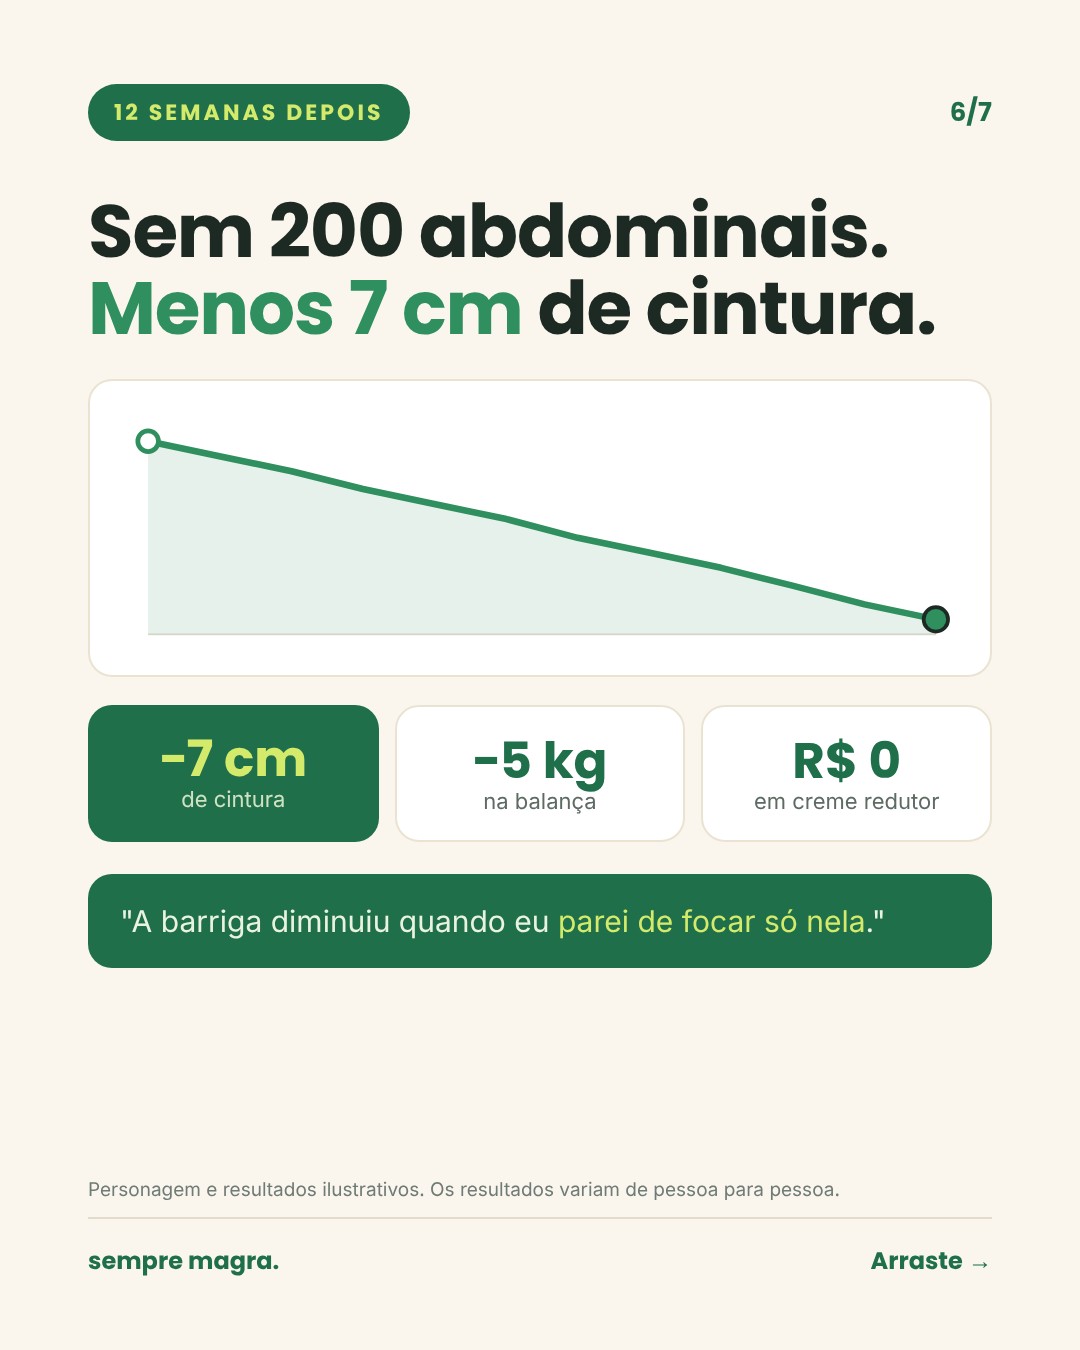 12 SEMANAS DEPOIS
6/7
Sem 200 abdominais.
Menos 7 cm de cintura.
−7 cm
de cintura
−5 kg
na balança
R$ 0
em creme redutor
"A barriga diminuiu quando eu parei de focar só nela."
Personagem e resultados ilustrativos. Os resultados variam de pessoa para pessoa.
sempre magra.
Arraste →